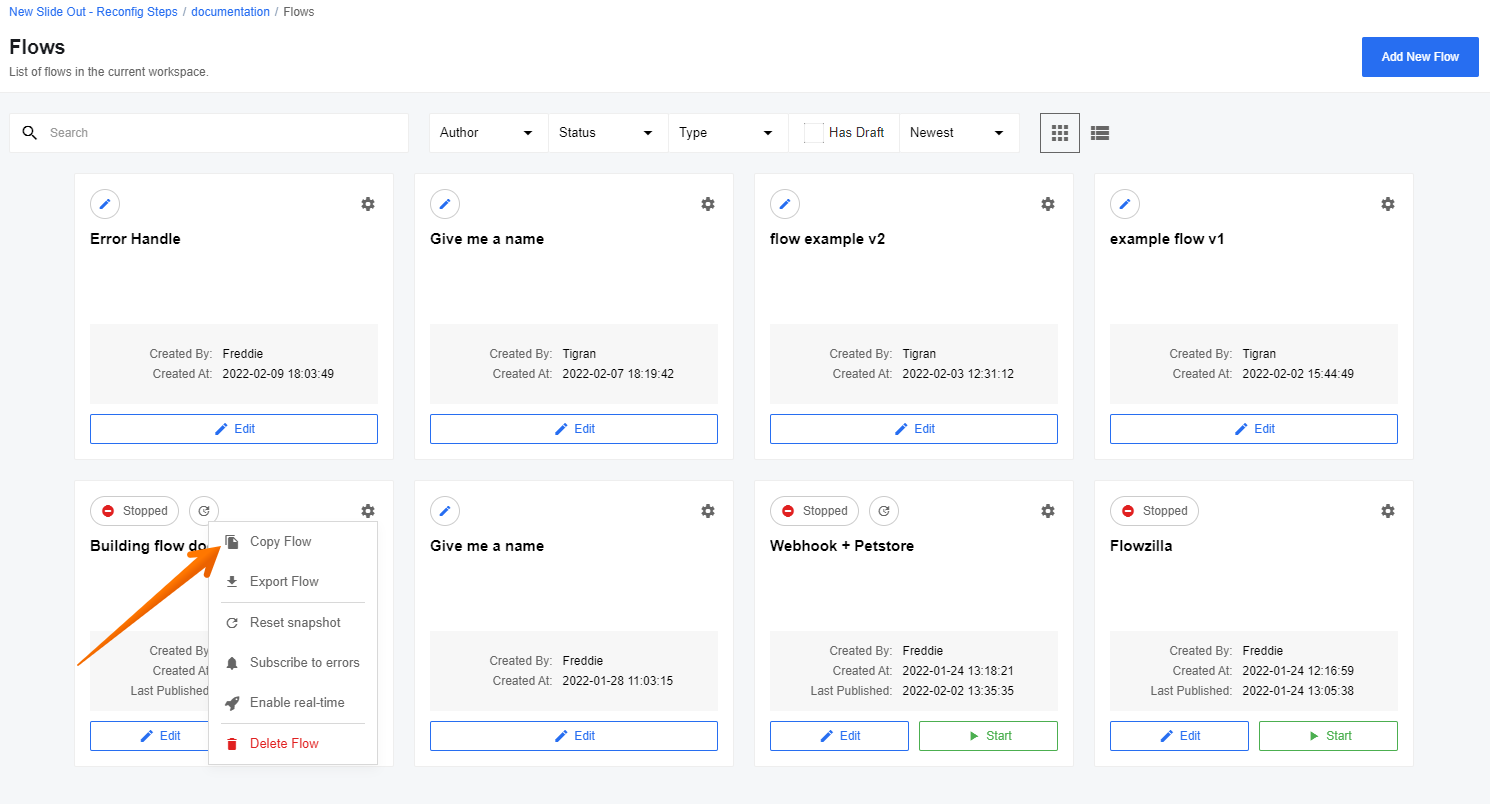 New Slide Out - Reconfig Steps / documentation / Flows
Flows
List of flows in the current workspace.
Add New Flow
Search
Author
Status
Type
Has Draft
Newest
Error Handle
Created By: Freddie
Created At: 2022-02-09 18:03:49
Edit
Give me a name
Created By: Tigran
Created At: 2022-02-07 18:19:42
Edit
flow example v2
Created By: Tigran
Created At: 2022-02-03 12:31:12
Edit
example flow v1
Created By: Tigran
Created At: 2022-02-02 15:44:49
Edit
Stopped
Building flow do
Created By
Created At
Last Published
Edit
Copy Flow
Export Flow
Reset snapshot
Subscribe to errors
Enable real-time
Delete Flow
Give me a name
Created By: Freddie
Created At: 2022-01-28 11:03:15
Edit
Stopped
Webhook + Petstore
Created By: Freddie
Created At: 2022-01-24 13:18:21
Last Published: 2022-02-02 13:35:35
Edit
Start
Stopped
Flowzilla
Created By: Freddie
Created At: 2022-01-24 12:16:59
Last Published: 2022-01-24 13:05:38
Edit
Start